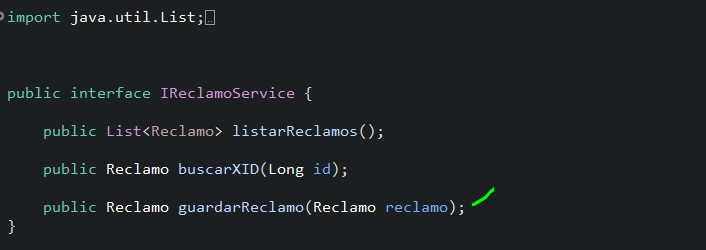 import java.util.List;
public interface IReclamoService {
public List<Reclamo> listarReclamos();
public Reclamo buscarXID(Long id);
public Reclamo guardarReclamo(Reclamo reclamo);
}